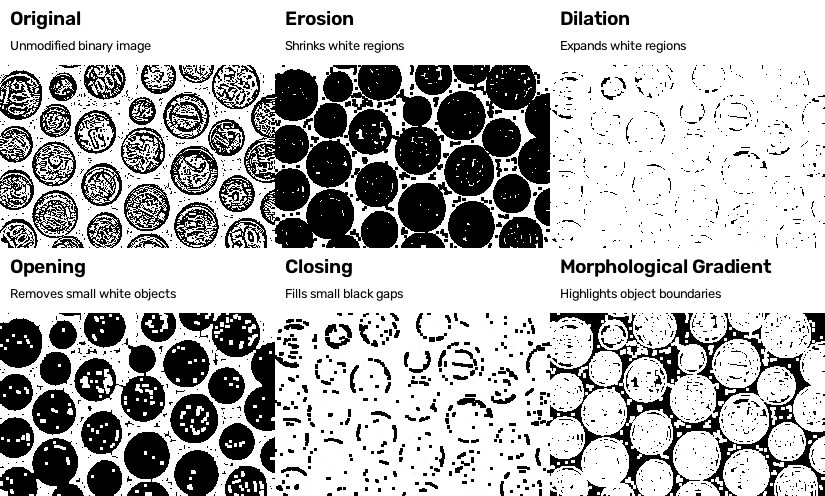 Original
Erosion
Dilation
Unmodified binary image
Shrinks white regions
Expands white regions
Opening
Closing
Morphological Gradient
Removes small white objects
Fills small black gaps
Highlights object boundaries